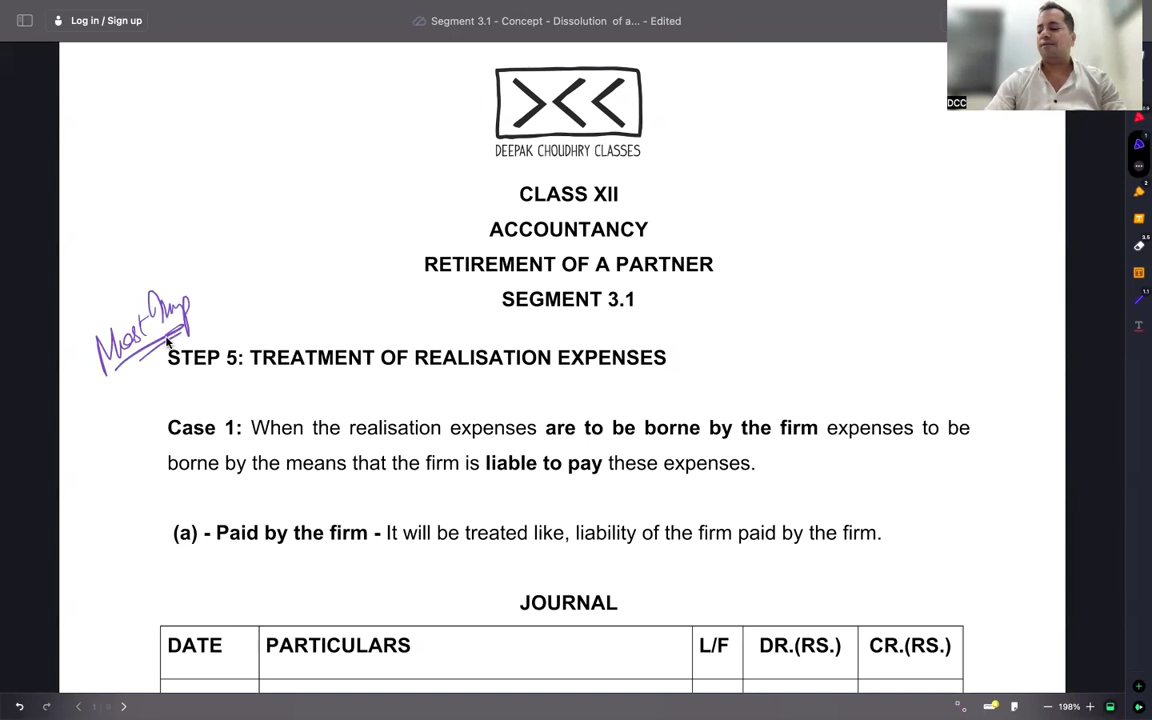 Log in / Sign up
Segment 3.1 - Concept - Dissolution of a... - Edited
DCC
DEEPAK CHOUDHRY CLASSES
CLASS XII
ACCOUNTANCY
RETIREMENT OF A PARTNER
SEGMENT 3.1
Most Imp
STEP 5: TREATMENT OF REALISATION EXPENSES
Case 1: When the realisation expenses are to be borne by the firm expenses to be
borne by the means that the firm is liable to pay these expenses.
(a) - Paid by the firm - It will be treated like, liability of the firm paid by the firm.
JOURNAL
DATE PARTICULARS L/F DR.(RS.) CR.(RS.)
198%